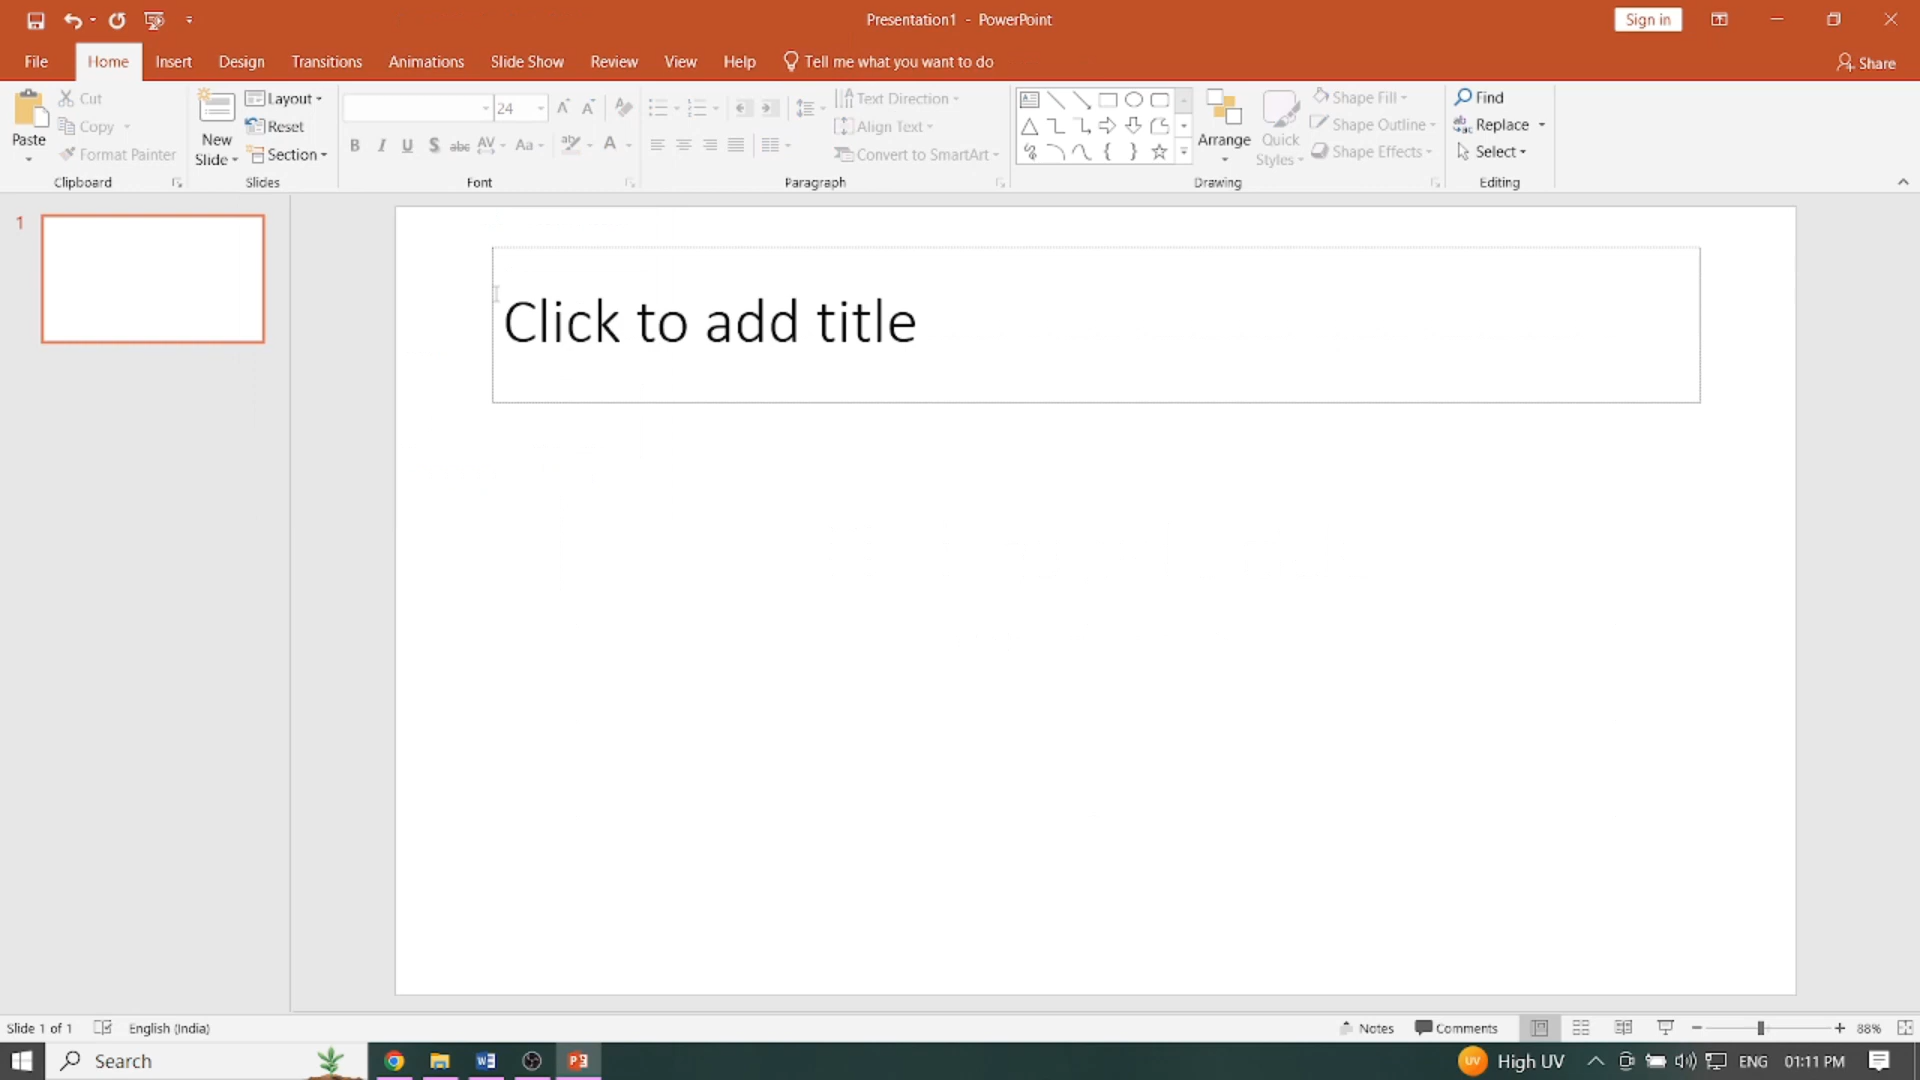 Presentation1 - PowerPoint
Sign in
File Home Insert Design Transitions Animations Slide Show Review View Help Tell me what you want to do
Share
Paste
Cut
Copy
Format Painter
Clipboard
New
Slide
Layout
Reset
Section
Slides
24
B I U S abc AV Aa A
Font
Text Direction
Align Text
Convert to SmartArt
Paragraph
Arrange
Quick
Styles
Shape Fill
Shape Outline
Shape Effects
Drawing
Find
Replace
Select
Editing
1
Click to add title
Slide 1 of 1 English (India)
Notes Comments 88%
Search
UV High UV ENG 01:11 PM